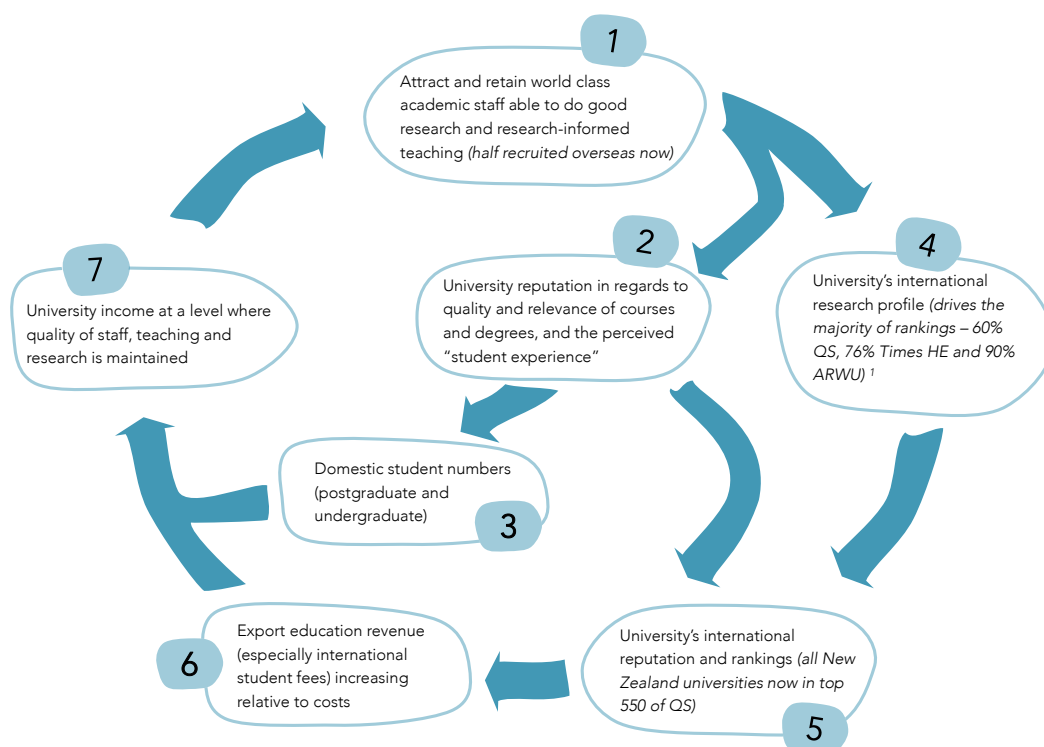 1
Attract and retain world class
academic staff able to do good
research and research-informed
teaching (half recruited overseas now)
2
University reputation in regards to
quality and relevance of courses
and degrees, and the perceived
“student experience”
3
Domestic student numbers
(postgraduate and
undergraduate)
4
University’s international
research profile (drives the
majority of rankings – 60%
QS, 76% Times HE and 90%
ARWU) ¹
5
University’s international
reputation and rankings (all New
Zealand universities now in top
550 of QS)
6
Export education revenue
(especially international
student fees) increasing
relative to costs
7
University income at a level where
quality of staff, teaching and
research is maintained